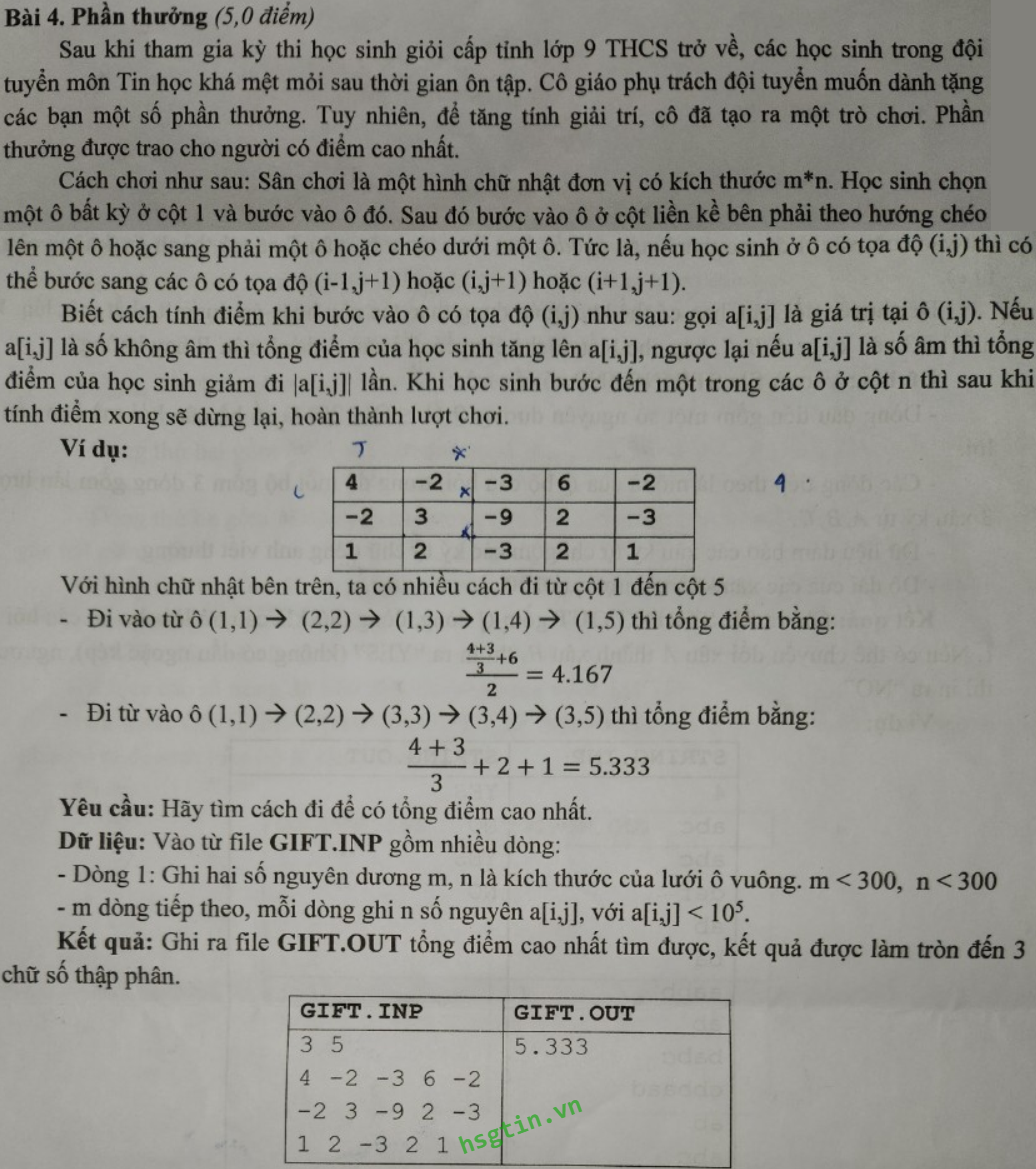 Bài 4. Phần thưởng (5,0 điểm)
Sau khi tham gia kỳ thi học sinh giỏi cấp tỉnh lớp 9 THCS trở về, các học sinh trong đội
tuyển môn Tin học khá mệt mỏi sau thời gian ôn tập. Cô giáo phụ trách đội tuyển muốn dành tặng
các bạn một số phần thưởng. Tuy nhiên, để tăng tính giải trí, cô đã tạo ra một trò chơi. Phần
thưởng được trao cho người có điểm cao nhất.
Cách chơi như sau: Sân chơi là một hình chữ nhật đơn vị có kích thước m*n. Học sinh chọn
một ô bất kỳ ở cột 1 và bước vào ô đó. Sau đó bước vào ô ở cột liền kề bên phải theo hướng chéo
lên một ô hoặc sang phải một ô hoặc chéo dưới một ô. Tức là, nếu học sinh ở ô có tọa độ (i,j) thì có
thể bước sang các ô có tọa độ (i-1,j+1) hoặc (i,j+1) hoặc (i+1,j+1).
Biết cách tính điểm khi bước vào ô có tọa độ (i,j) như sau: gọi a[i,j] là giá trị tại ô (i,j). Nếu
a[i,j] là số không âm thì tổng điểm của học sinh tăng lên a[i,j], ngược lại nếu a[i,j] là số âm thì tổng
điểm của học sinh giảm đi |a[i,j]| lần. Khi học sinh bước đến một trong các ô ở cột n thì sau khi
tính điểm xong sẽ dừng lại, hoàn thành lượt chơi.
Ví dụ:
4 -2 -3 6 -2
-2 3 -9 2 -3
1 2 -3 2 1
Với hình chữ nhật bên trên, ta có nhiều cách đi từ cột 1 đến cột 5
- Đi vào từ ô (1,1) → (2,2) → (1,3) → (1,4) → (1,5) thì tổng điểm bằng:
4+3
3 +6
2 = 4.167
- Đi từ vào ô (1,1) → (2,2) → (3,3) → (3,4) → (3,5) thì tổng điểm bằng:
4 + 3
3 + 2 + 1 = 5.333
Yêu cầu: Hãy tìm cách đi để có tổng điểm cao nhất.
Dữ liệu: Vào từ file GIFT.INP gồm nhiều dòng:
- Dòng 1: Ghi hai số nguyên dương m, n là kích thước của lưới ô vuông. m < 300, n < 300
- m dòng tiếp theo, mỗi dòng ghi n số nguyên a[i,j], với a[i,j] < 10⁵.
Kết quả: Ghi ra file GIFT.OUT tổng điểm cao nhất tìm được, kết quả được làm tròn đến 3
chữ số thập phân.
GIFT.INP GIFT.OUT
3 5 5.333
4 -2 -3 6 -2
-2 3 -9 2 -3
1 2 -3 2 1
hsgtin.vn